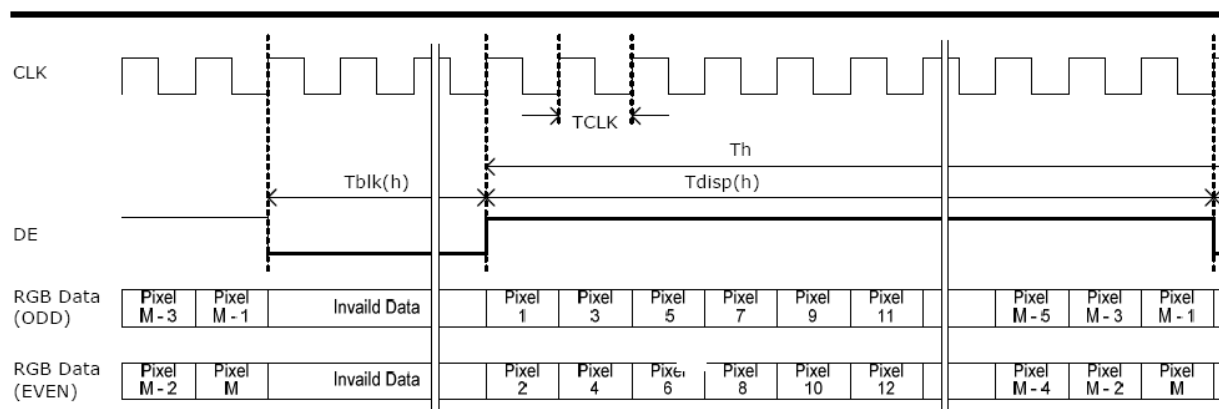 CLK
TCLK
Th
Tblk(h)
Tdisp(h)
DE
RGB Data
(ODD)
Pixel
M - 3
Pixel
M - 1
Invaild Data
Pixel
1
Pixel
3
Pixel
5
Pixel
7
Pixel
9
Pixel
11
Pixel
M - 5
Pixel
M - 3
Pixel
M - 1
RGB Data
(EVEN)
Pixel
M - 2
Pixel
M
Invaild Data
Pixel
2
Pixel
4
Pixel
6
Pixel
8
Pixel
10
Pixel
12
Pixel
M - 4
Pixel
M - 2
Pixel
M